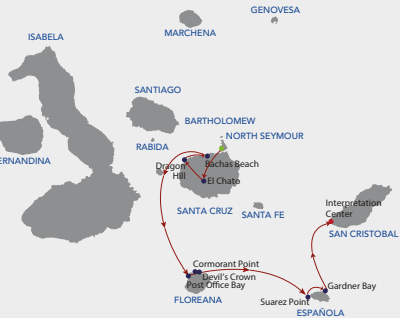 GENOVESA
MARCHENA
ISABELA
SANTIAGO
BARTHOLOMEW
NORTH SEYMOUR
RABIDA
ERNANDINA
Bachas Beach
Dragon
Hill
El Chato
SANTA CRUZ
SANTA FE
Interpretation
Center
SAN CRISTOBAL
Cormorant Point
Devil's Crown
Post Office Bay
FLOREANA
Gardner Bay
Suarez Point
ESPAÑOLA